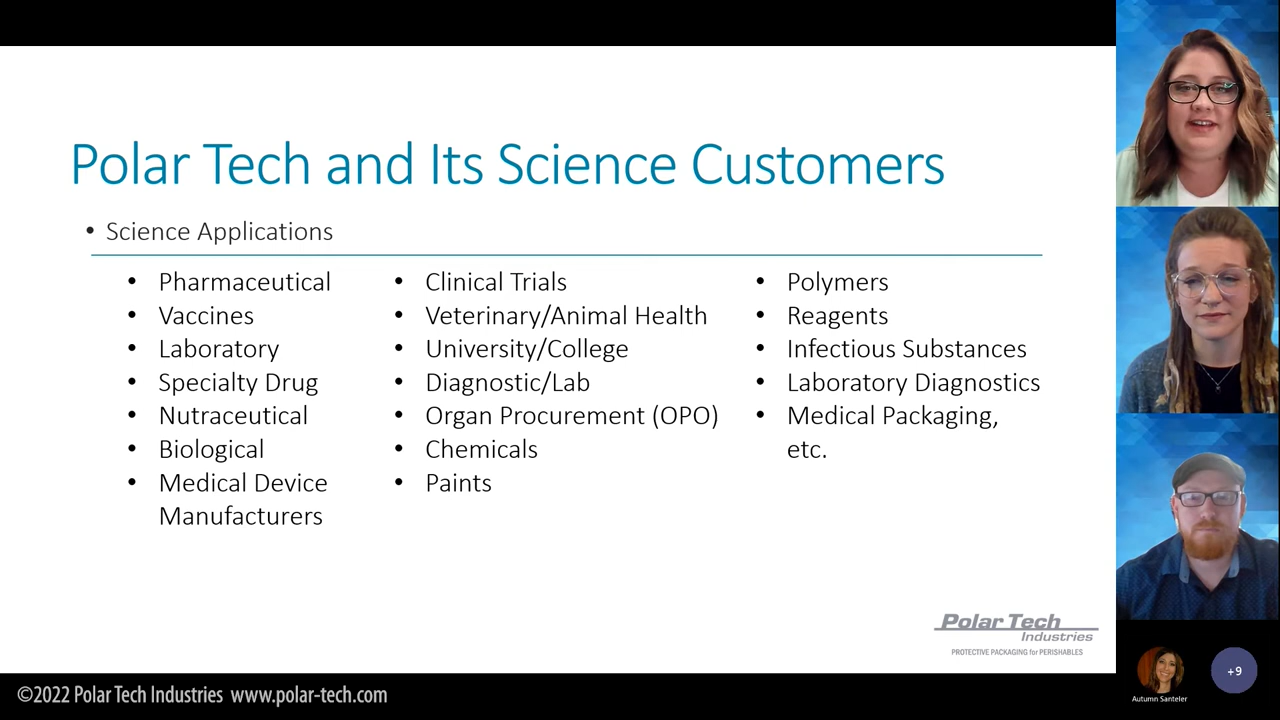 Polar Tech and Its Science Customers
• Science Applications
• Pharmaceutical
• Vaccines
• Laboratory
• Specialty Drug
• Nutraceutical
• Biological
• Medical Device
Manufacturers
• Clinical Trials
• Veterinary/Animal Health
• University/College
• Diagnostic/Lab
• Organ Procurement (OPO)
• Chemicals
• Paints
• Polymers
• Reagents
• Infectious Substances
• Laboratory Diagnostics
• Medical Packaging,
etc.
Polar Tech
Industries
PROTECTIVE PACKAGING for PERISHABLES
©2022 Polar Tech Industries www.polar-tech.com
Autumn Santeler
+9